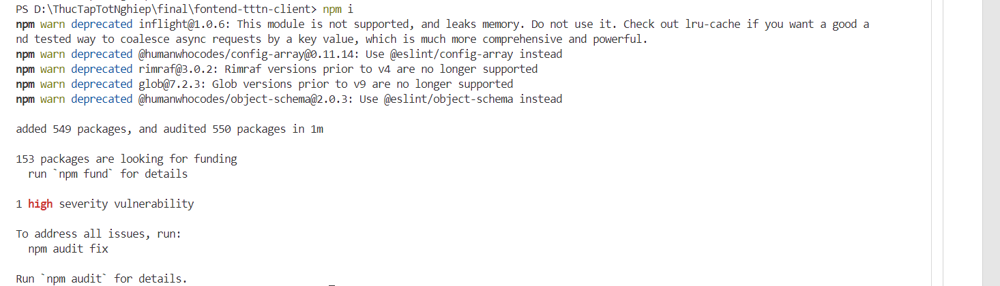 PS D:\ThucTapTotNghiep\final\fontend-tttn-client> npm i
npm warn deprecated inflight@1.0.6: This module is not supported, and leaks memory. Do not use it. Check out lru-cache if you want a good a
nd tested way to coalesce async requests by a key value, which is much more comprehensive and powerful.
npm warn deprecated @humanwhocodes/config-array@0.11.14: Use @eslint/config-array instead
npm warn deprecated rimraf@3.0.2: Rimraf versions prior to v4 are no longer supported
npm warn deprecated glob@7.2.3: Glob versions prior to v9 are no longer supported
npm warn deprecated @humanwhocodes/object-schema@2.0.3: Use @eslint/object-schema instead
added 549 packages, and audited 550 packages in 1m
153 packages are looking for funding
  run `npm fund` for details
1 high severity vulnerability
To address all issues, run:
  npm audit fix
Run `npm audit` for details.